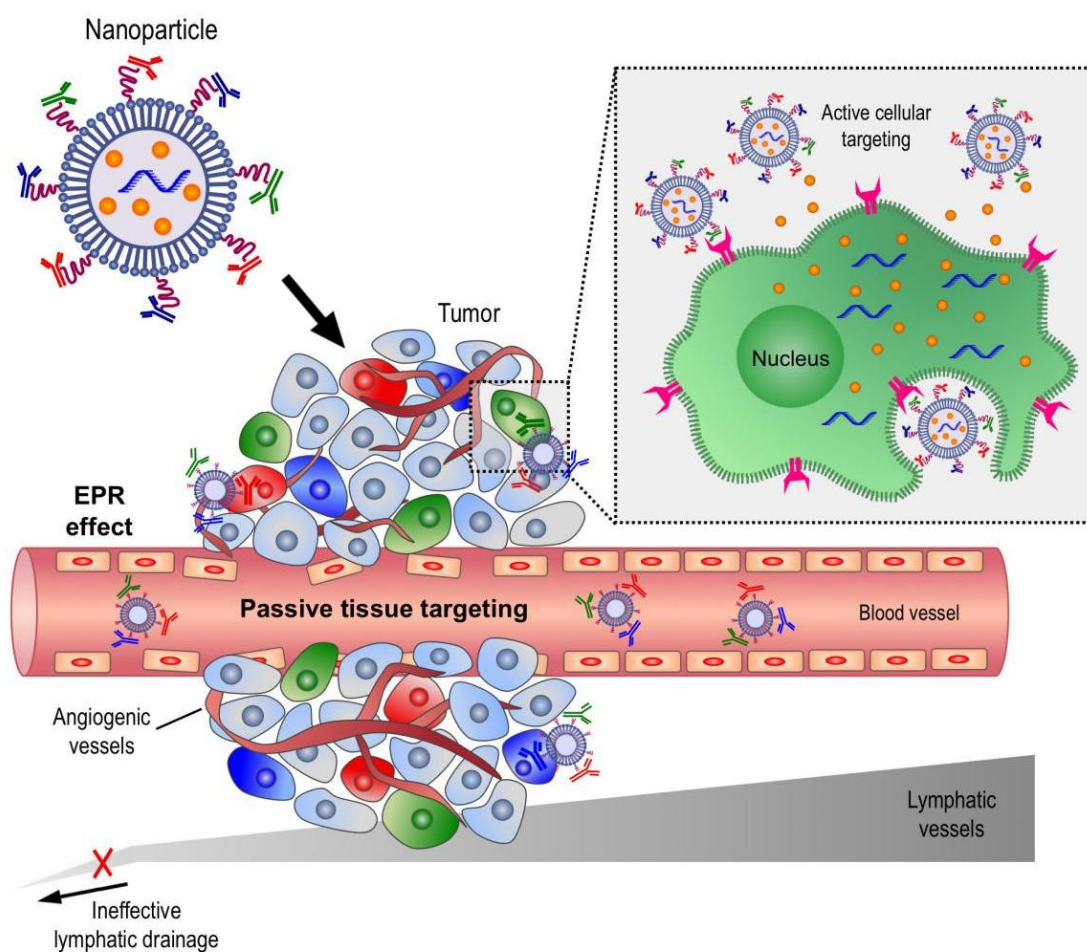 Nanoparticle
Active cellular
targeting
Tumor
Nucleus
EPR
effect
Passive tissue targeting
Blood vessel
Angiogenic
vessels
Lymphatic
vessels
Ineffective
lymphatic drainage